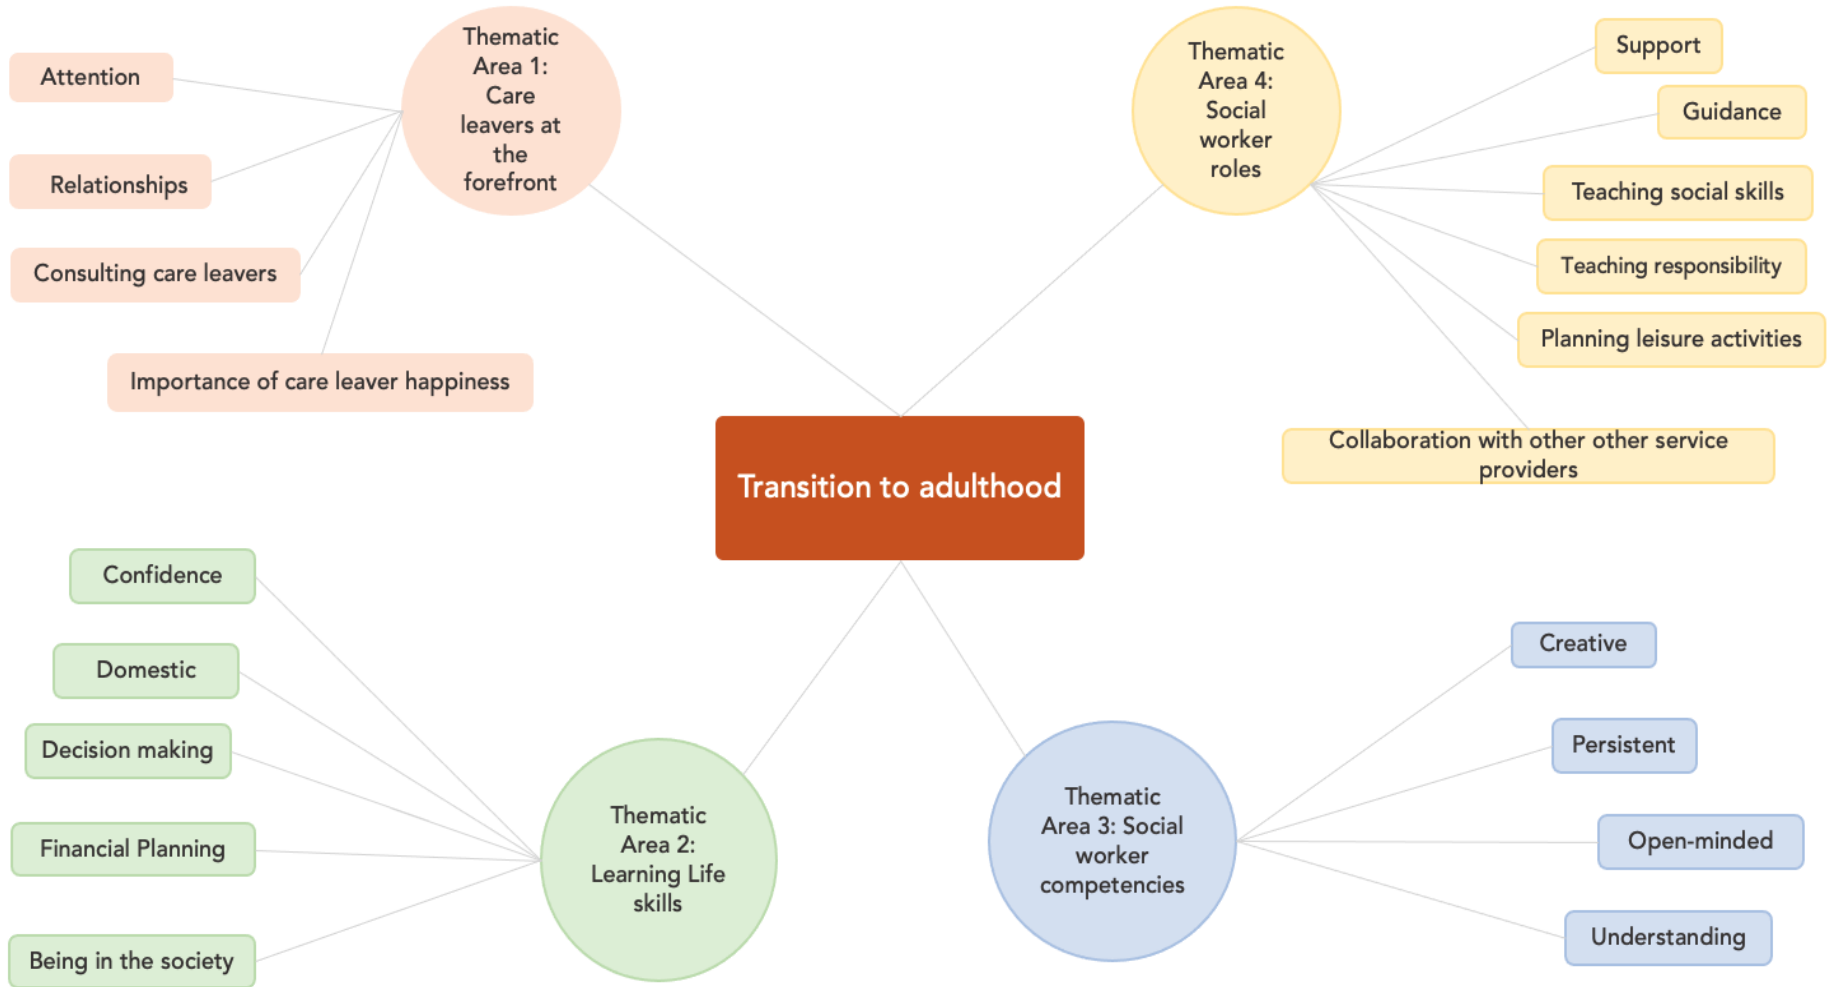 Thematic
Area 1:
Care
leavers at
the
forefront
Attention
Relationships
Consulting care leavers
Importance of care leaver happiness
Thematic
Area 4:
Social
worker
roles
Support
Guidance
Teaching social skills
Teaching responsibility
Planning leisure activities
Collaboration with other other service
providers
Transition to adulthood
Confidence
Domestic
Decision making
Financial Planning
Being in the society
Thematic
Area 2:
Learning Life
skills
Thematic
Area 3: Social
worker
competencies
Creative
Persistent
Open-minded
Understanding